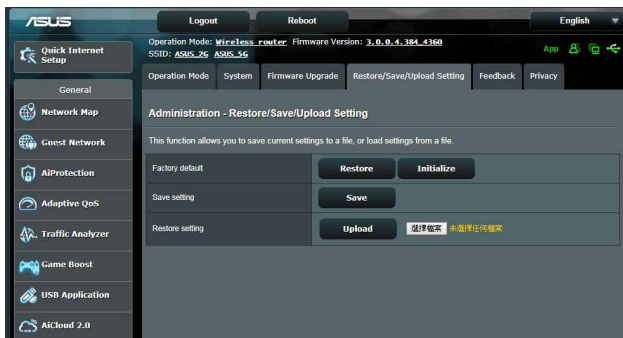 ASUS
Logout
Reboot
English
Quick Internet
Setup
Operation Mode: Wireless router Firmware Version: 3.0.0.4.384_4360
SSID: ASUS_2G ASUS_5G
App
Operation Mode
System
Firmware Upgrade
Restore/Save/Upload Setting
Feedback
Privacy
General
Network Map
Guest Network
AiProtection
Adaptive QoS
Traffic Analyzer
Game Boost
USB Application
AiCloud 2.0
Administration - Restore/Save/Upload Setting
This function allows you to save current settings to a file, or load settings from a file.
Factory default
Restore
Initialize
Save setting
Save
Restore setting
Upload
選擇檔案 未選擇任何檔案